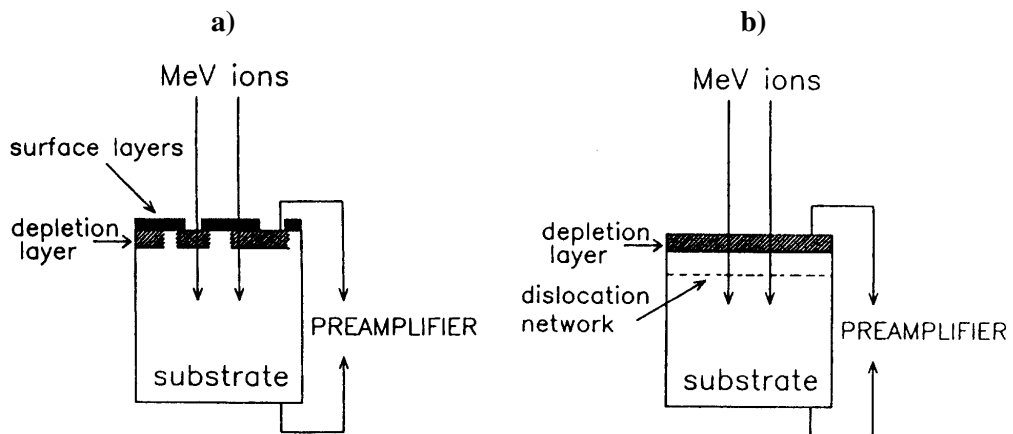 a)
MeV ions
surface layers
depletion
layer
PREAMPLIFIER
substrate
b)
MeV ions
depletion
layer
dislocation
network
PREAMPLIFIER
substrate